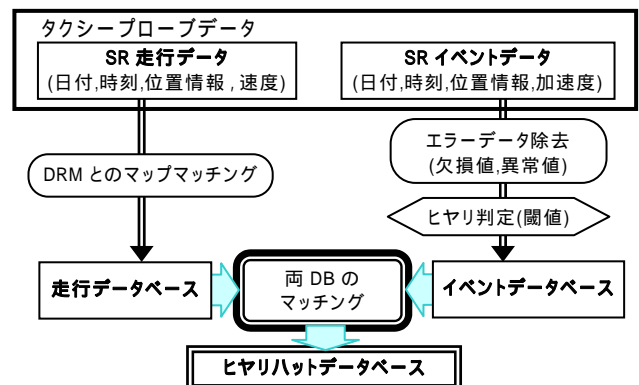 タクシープローブデータ
SR 走行データ
(日付,時刻,位置情報,速度)
SR イベントデータ
(日付,時刻,位置情報,加速度)
エラーデータ除去
(欠損値,異常値)
DRM とのマップマッチング
ヒヤリ判定(閾値)
走行データベース
両 DB の
マッチング
イベントデータベース
ヒヤリハットデータベース